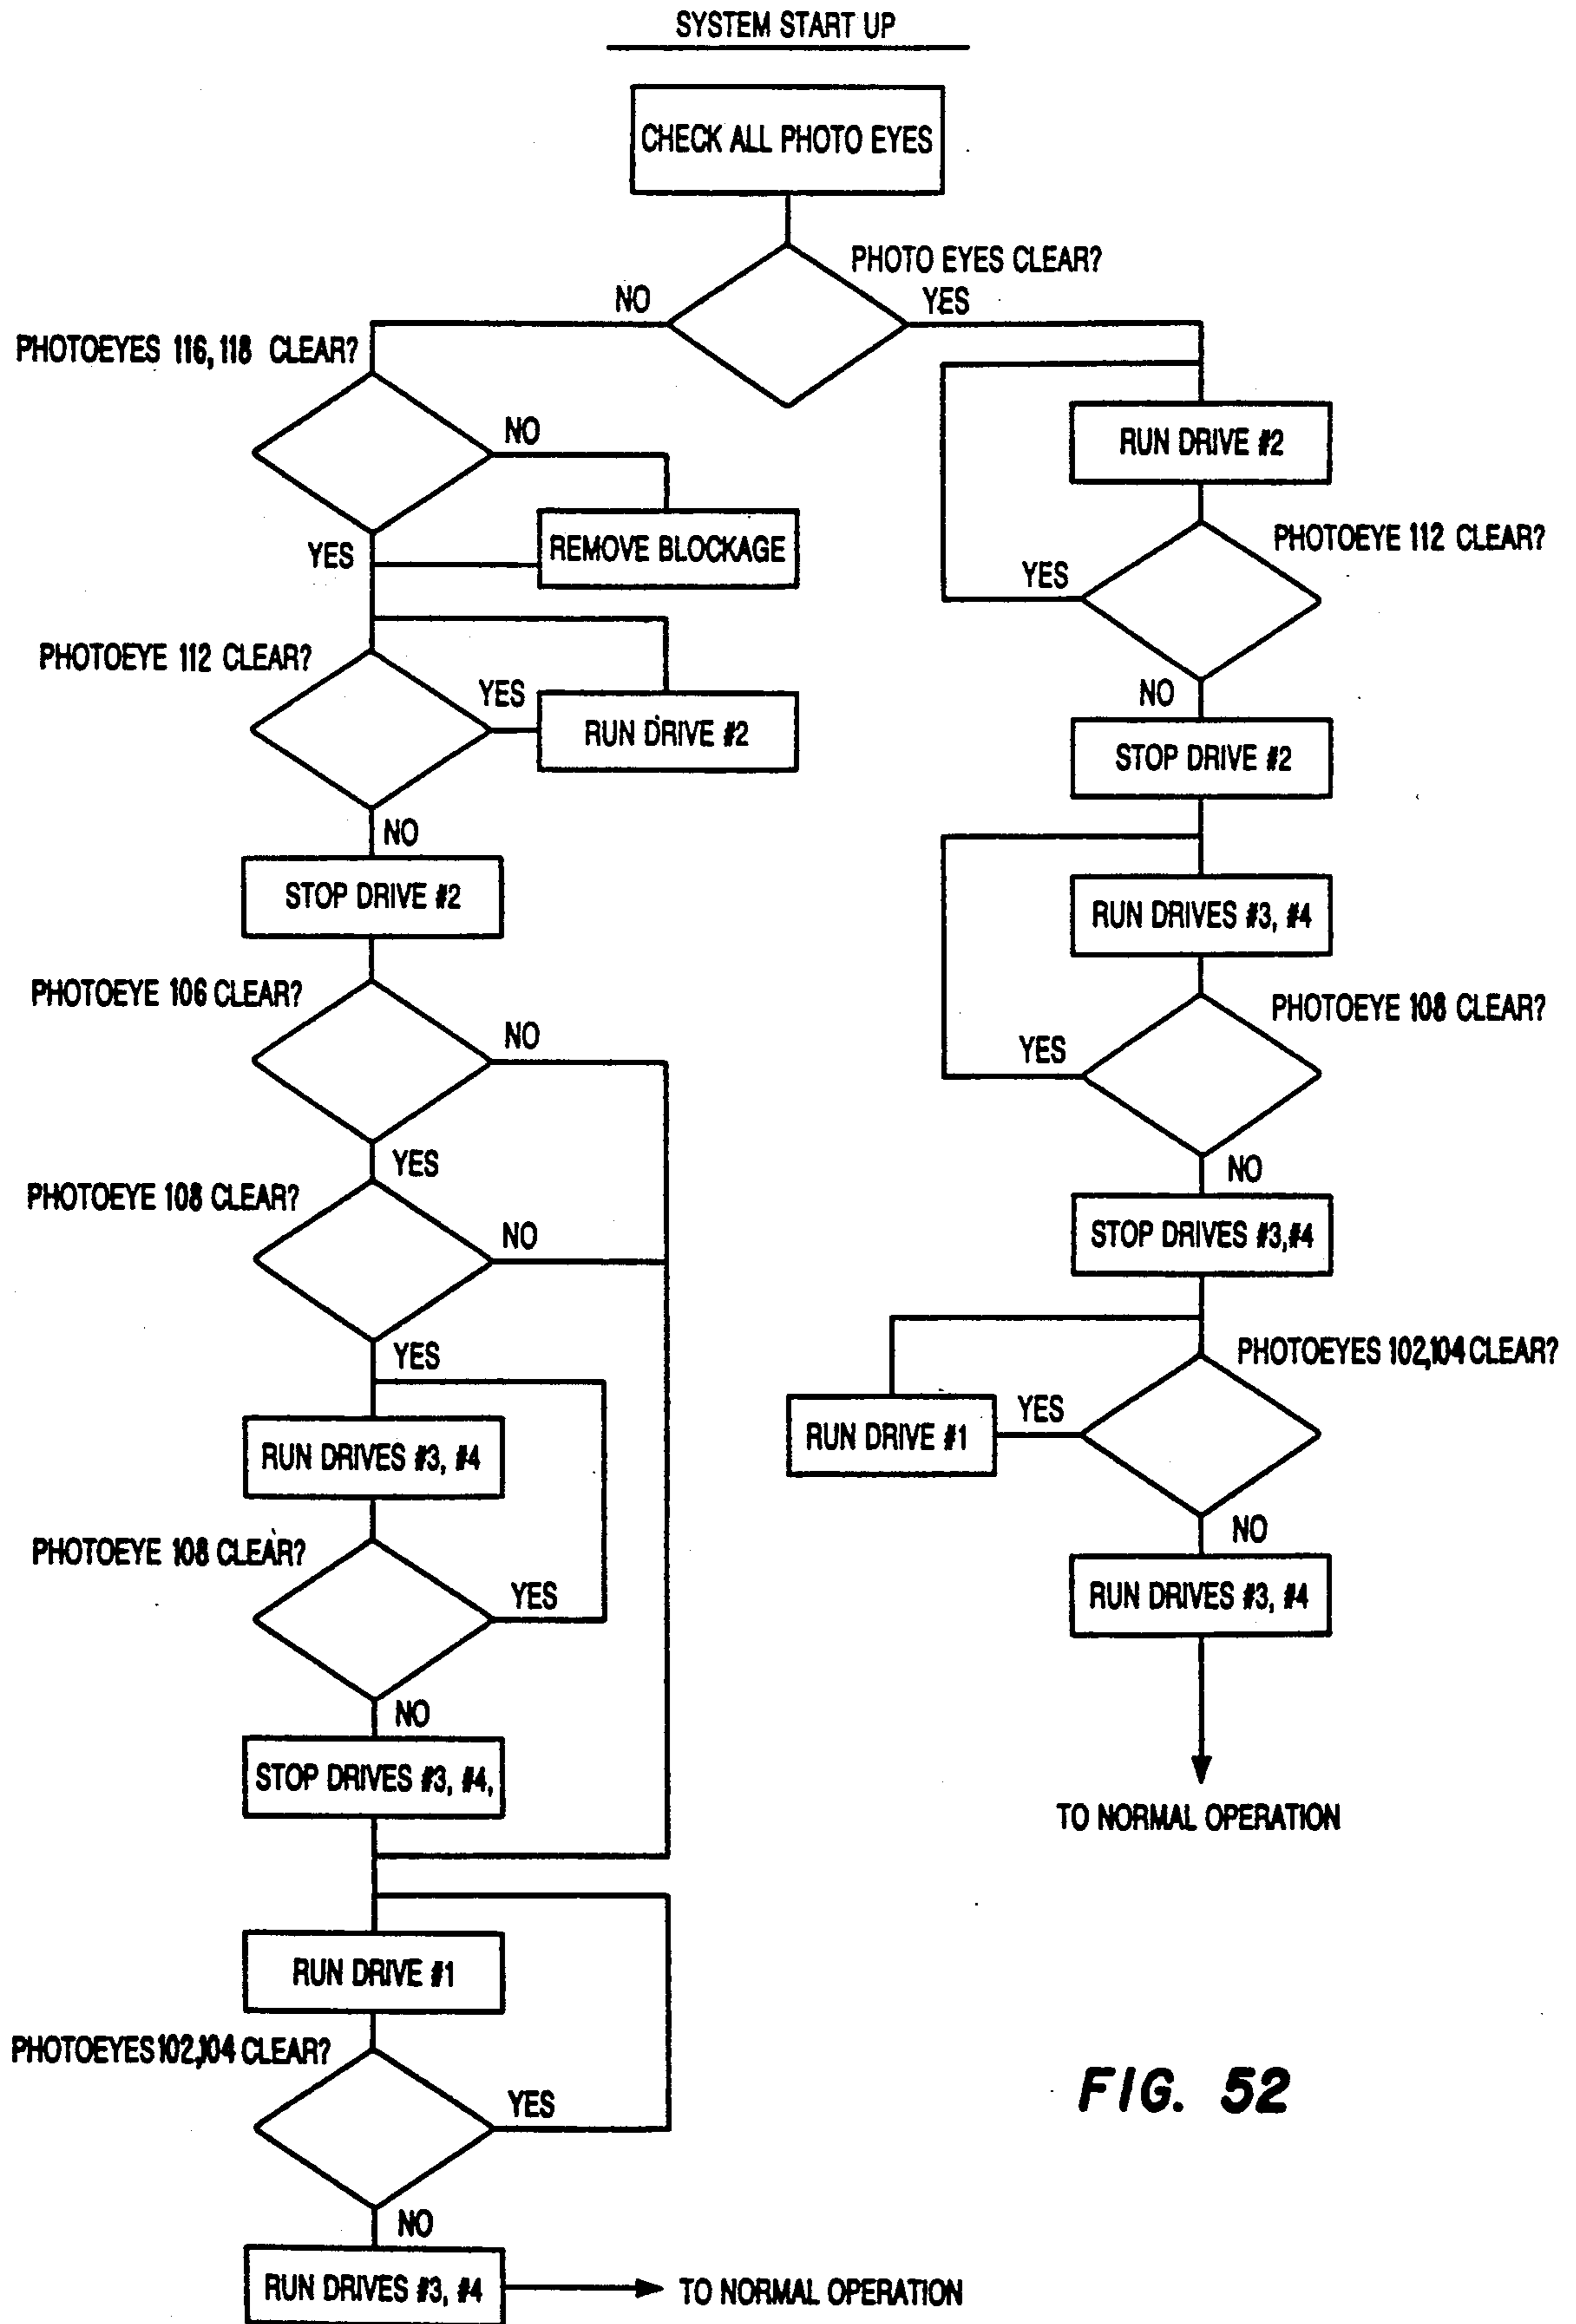 SYSTEM START UP
CHECK ALL PHOTO EYES
PHOTO EYES CLEAR?
NO
YES
PHOTOEYES 116, 118 CLEAR?
NO
REMOVE BLOCKAGE
YES
PHOTOEYE 112 CLEAR?
YES
RUN DRIVE #2
NO
STOP DRIVE #2
PHOTOEYE 106 CLEAR?
NO
YES
PHOTOEYE 108 CLEAR?
NO
YES
RUN DRIVES #3, #4
PHOTOEYE 108 CLEAR?
YES
NO
STOP DRIVES #3, #4,
RUN DRIVE #1
PHOTOEYES 102,104 CLEAR?
YES
NO
RUN DRIVES #3, #4
TO NORMAL OPERATION
RUN DRIVE #2
PHOTOEYE 112 CLEAR?
YES
NO
STOP DRIVE #2
RUN DRIVES #3, #4
PHOTOEYE 108 CLEAR?
YES
NO
STOP DRIVES #3,#4
PHOTOEYES 102,104 CLEAR?
YES
RUN DRIVE #1
NO
RUN DRIVES #3, #4
TO NORMAL OPERATION
FIG. 52